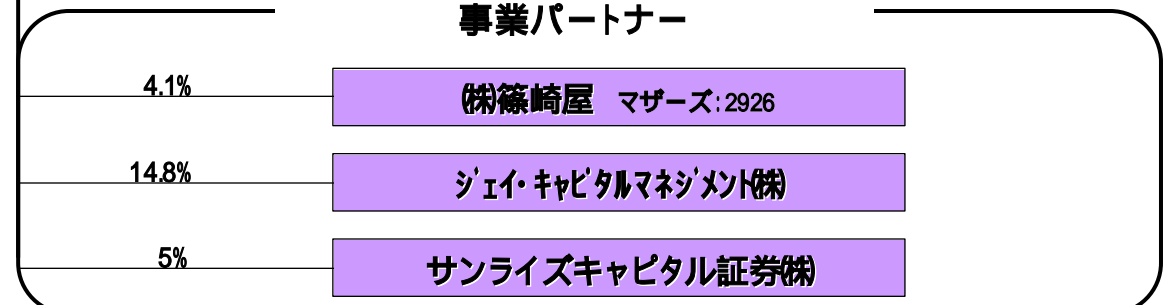 事業パートナー
4.1%
㈱篠崎屋 マザーズ:2926
14.8%
ｼﾞｪｲ･ｷｬﾋﾟﾀﾙﾏﾈｼﾞﾒﾝﾄ㈱
5%
サンライズキャピタル証券㈱